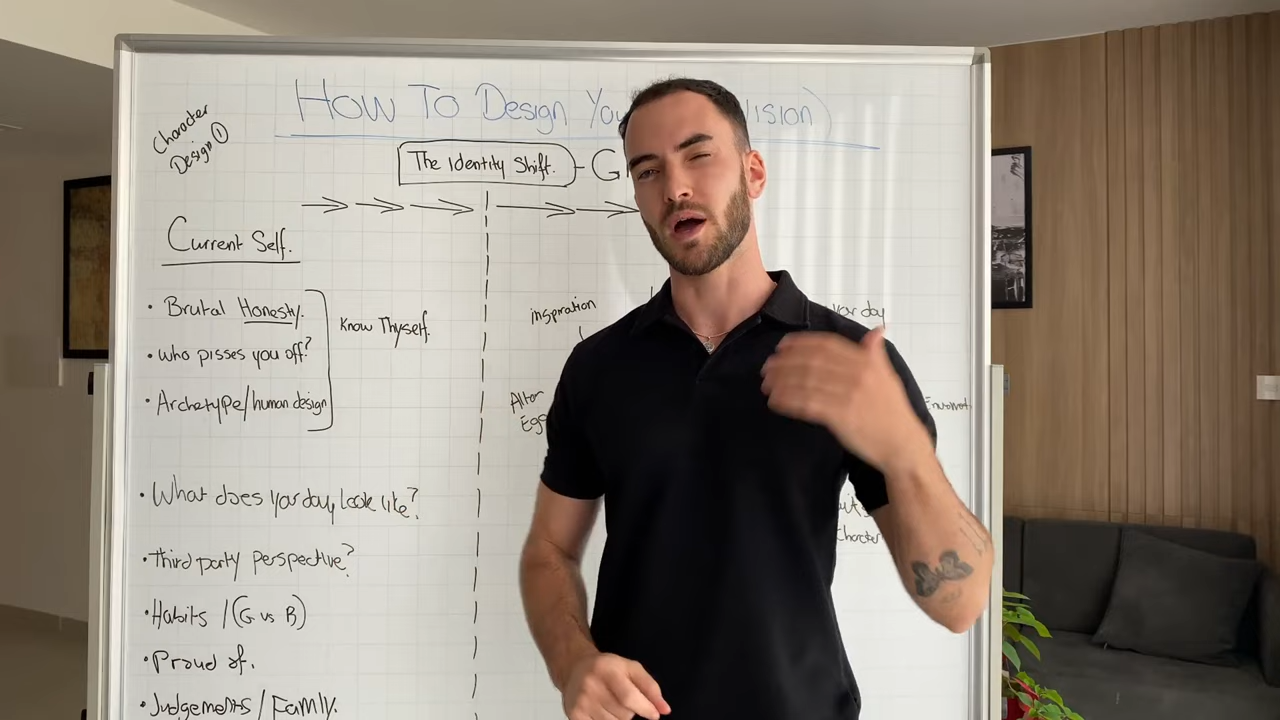 Character
Design ①
How To Design You vision)
The Identity Shift. - G
Current Self.
• Brutal Honesty.
• who pisses you off?
• Archetype/human design
Know Thyself.
• What does your day look like?
• Third party perspective?
• Habits / (G vs B)
• Proud of.
• Judgements / Family.
inspiration
Alter
Ego
your day
Character